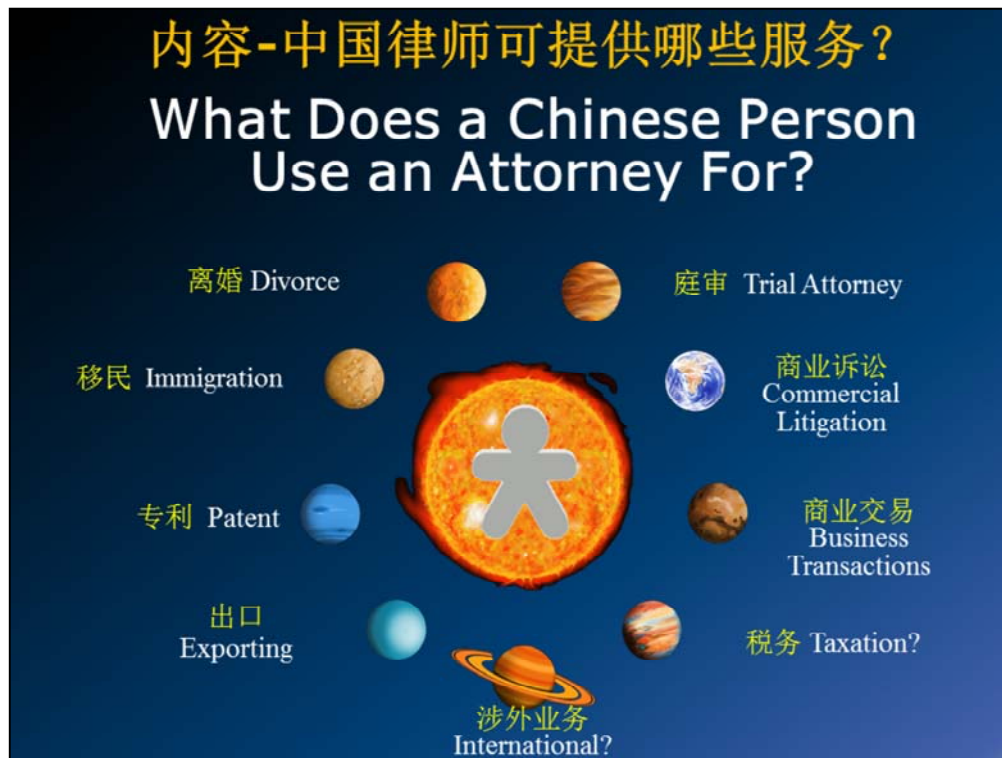 内容-中国律师可提供哪些服务？
What Does a Chinese Person
Use an Attorney For?
离婚 Divorce
庭审 Trial Attorney
移民 Immigration
商业诉讼
Commercial
Litigation
专利 Patent
商业交易
Business
Transactions
出口
Exporting
税务 Taxation?
涉外业务
International?